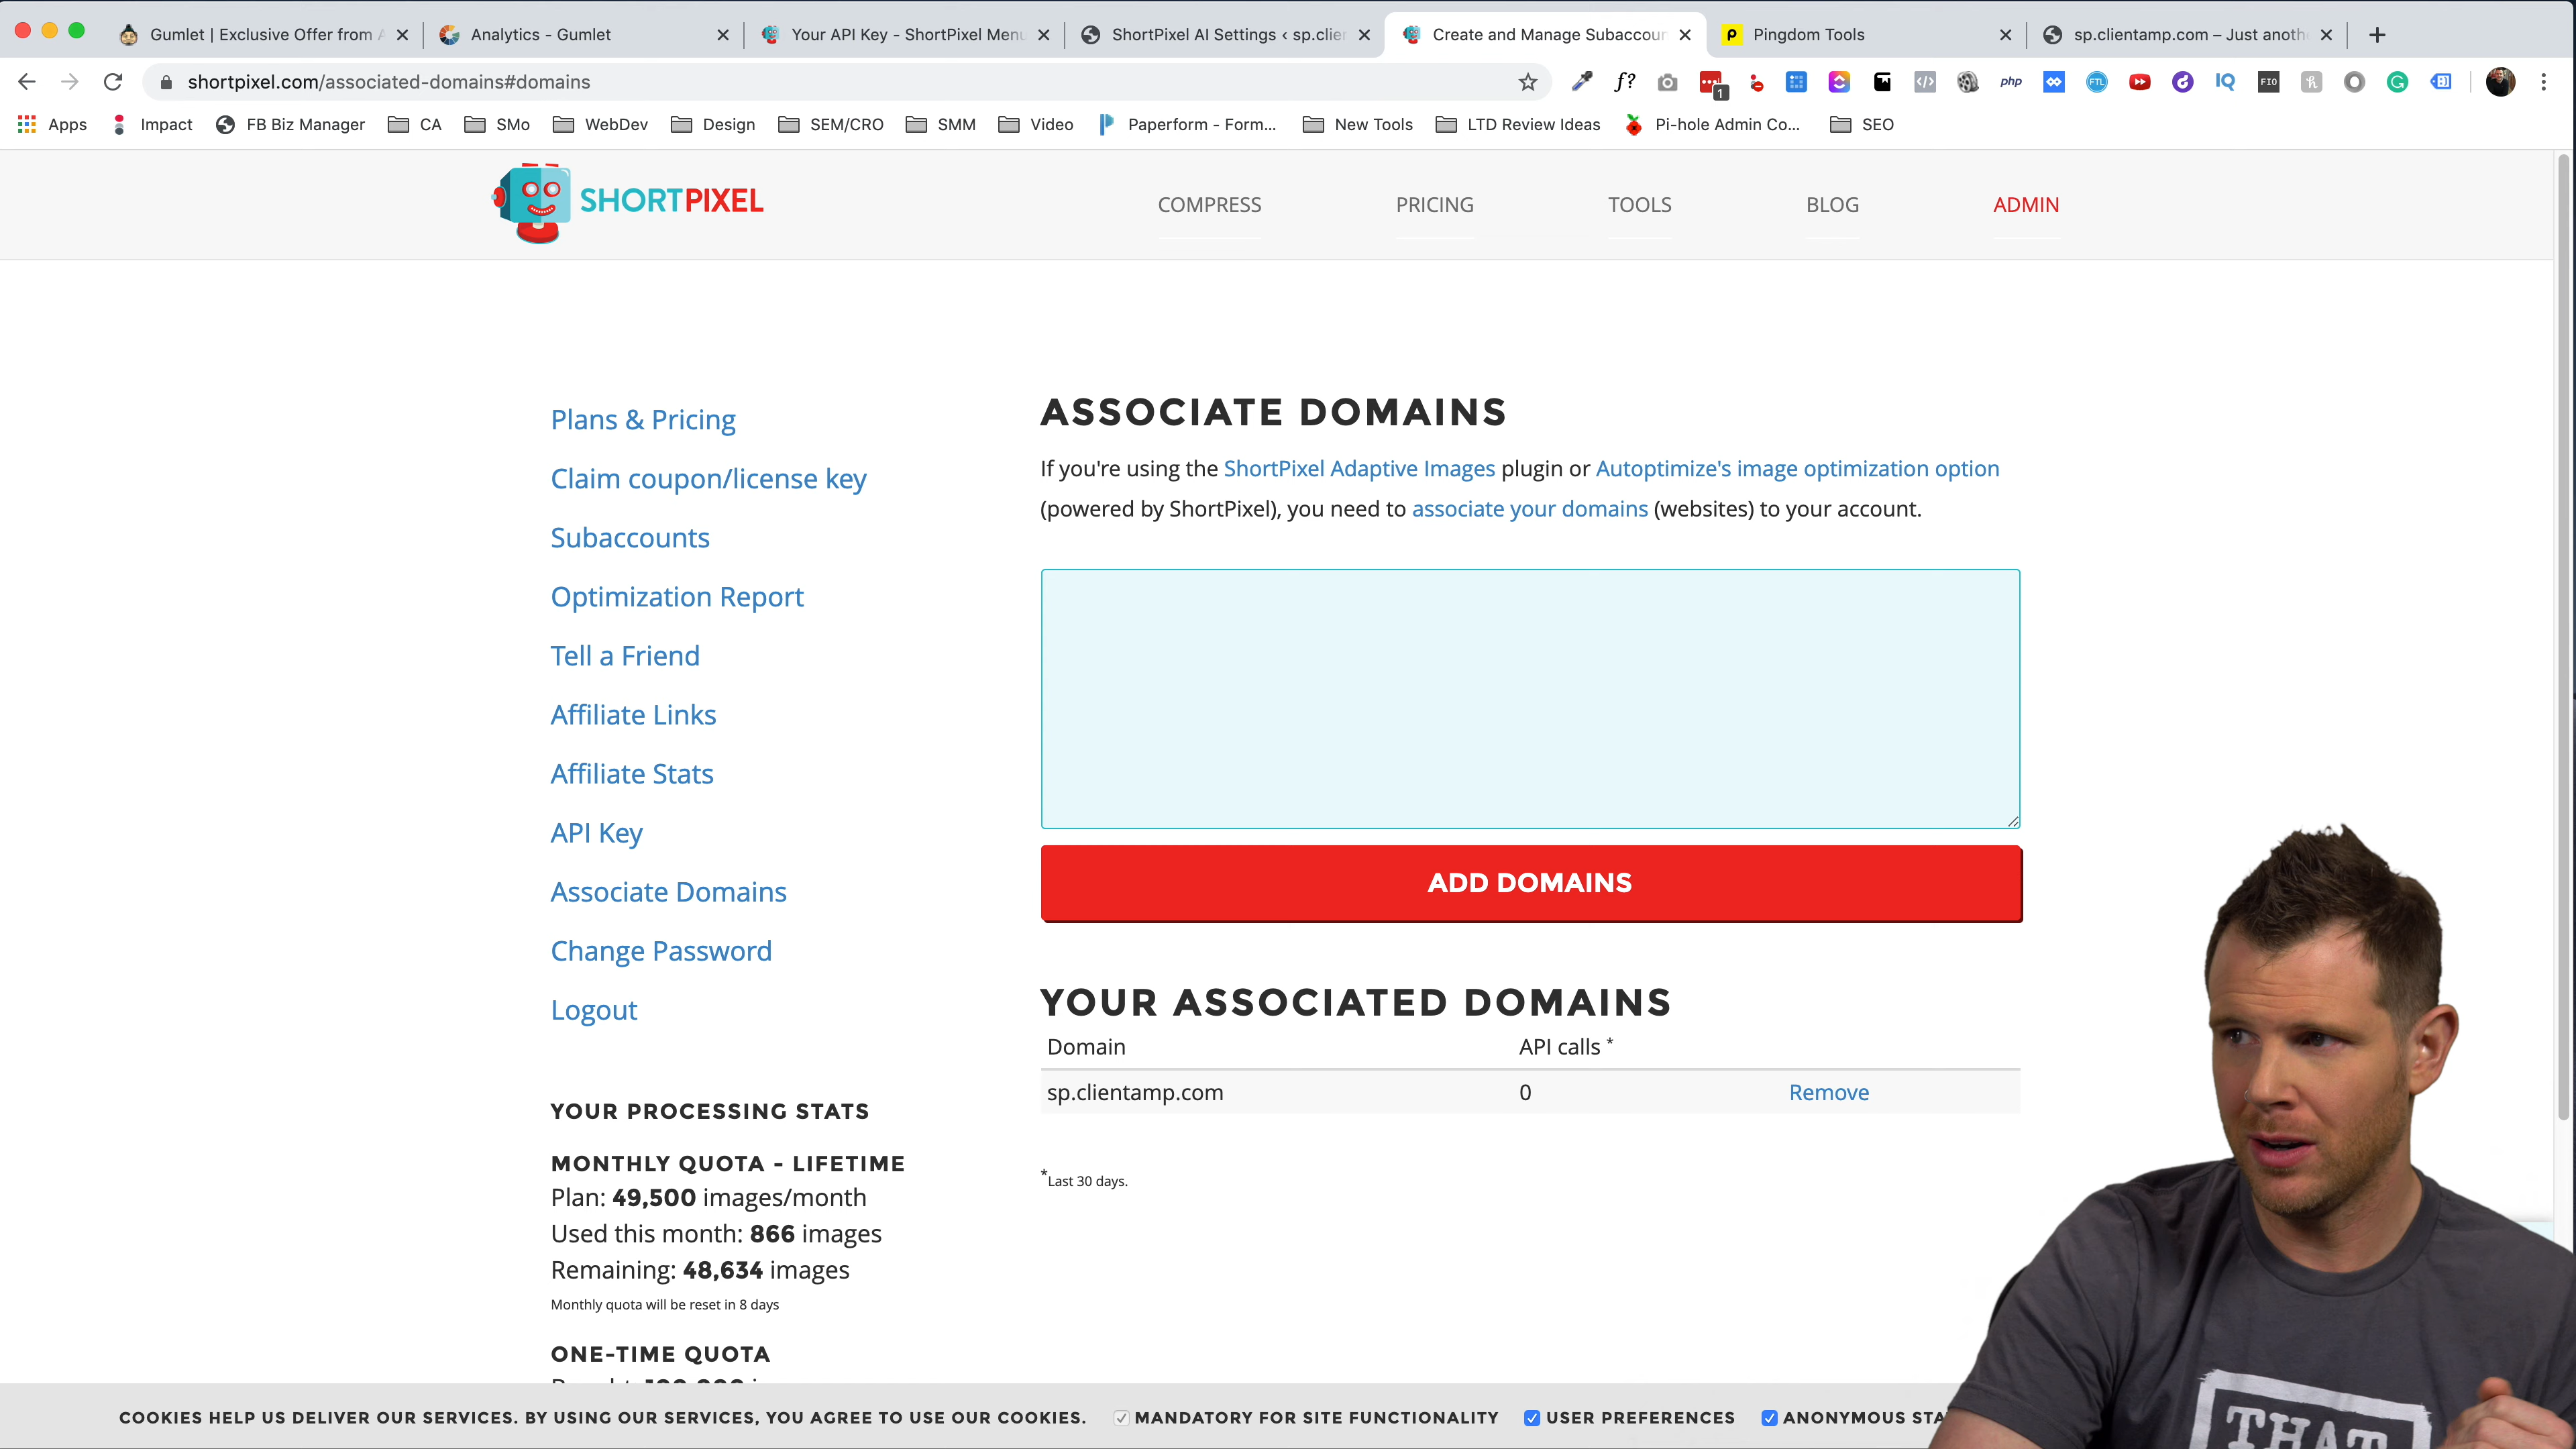 Gumlet | Exclusive Offer from A
Analytics - Gumlet
Your API Key - ShortPixel Menu
ShortPixel AI Settings ‹ sp.clien
Create and Manage Subaccour
Pingdom Tools
sp.clientamp.com – Just anoth
shortpixel.com/associated-domains#domains
f?
1
php
FTL
IQ
FIO
Apps
Impact
FB Biz Manager
CA
SMo
WebDev
Design
SEM/CRO
SMM
Video
Paperform - Form...
New Tools
LTD Review Ideas
Pi-hole Admin Co...
SEO
SHORTPIXEL
COMPRESS
PRICING
TOOLS
BLOG
ADMIN
Plans & Pricing
Claim coupon/license key
Subaccounts
Optimization Report
Tell a Friend
Affiliate Links
Affiliate Stats
API Key
Associate Domains
Change Password
Logout
YOUR PROCESSING STATS
MONTHLY QUOTA - LIFETIME
Plan: 49,500 images/month
Used this month: 866 images
Remaining: 48,634 images
Monthly quota will be reset in 8 days
ONE-TIME QUOTA
ASSOCIATE DOMAINS
If you're using the ShortPixel Adaptive Images plugin or Autoptimize's image optimization option
(powered by ShortPixel), you need to associate your domains (websites) to your account.
ADD DOMAINS
YOUR ASSOCIATED DOMAINS
Domain API calls *
sp.clientamp.com 0 Remove
*Last 30 days.
COOKIES HELP US DELIVER OUR SERVICES. BY USING OUR SERVICES, YOU AGREE TO USE OUR COOKIES.
MANDATORY FOR SITE FUNCTIONALITY
USER PREFERENCES
ANONYMOUS STA
THAT